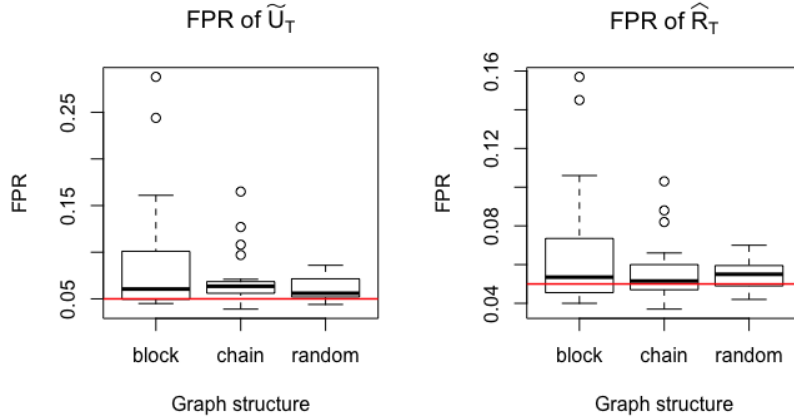 FPR of Ũ_T
FPR
0.05
0.15
0.25
block
chain
random
Graph structure
FPR of R̂_T
FPR
0.04
0.08
0.12
0.16
block
chain
random
Graph structure